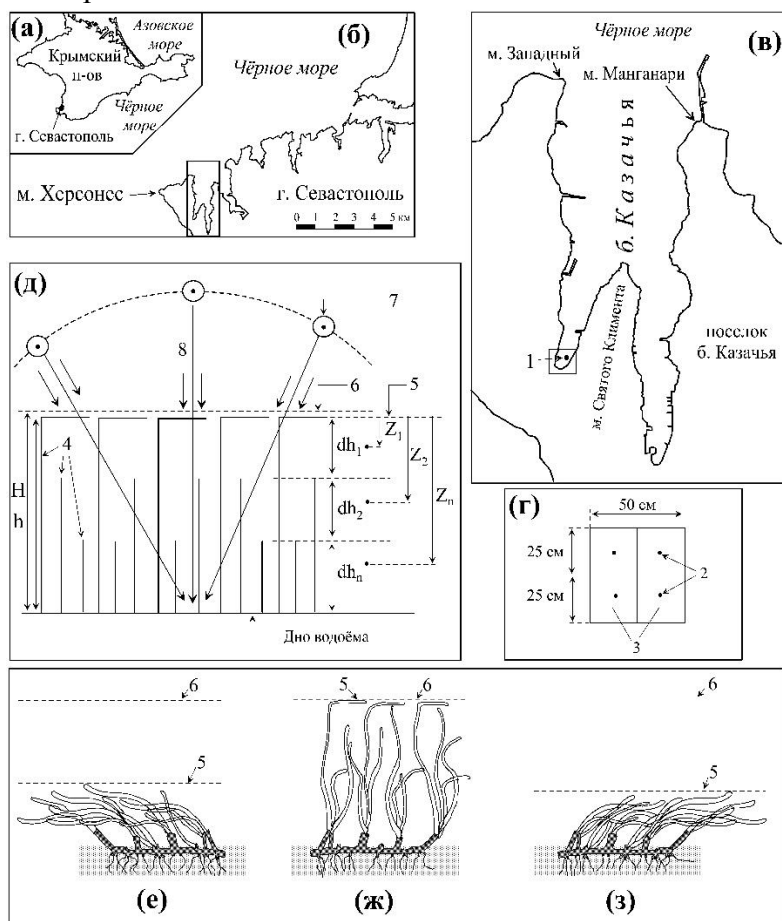 (а)
Азовское
море
Крымский
п-ов
Чёрное
море
г. Севастополь
(б)
Чёрное море
м. Херсонес
г. Севастополь
0 1 2 3 4 5 км
(в)
Чёрное море
м. Западный
м. Манганари
б. Казачья
м. Святого Климента
поселок
б. Казачья
1
(д)
7
8
6
5
4
H
h
dh1
dh2
dhn
Z1
Z2
Zn
Дно водоёма
(г)
50 см
25 см
25 см
2
3
6
5
5
6
6
5
(е)
(ж)
(з)